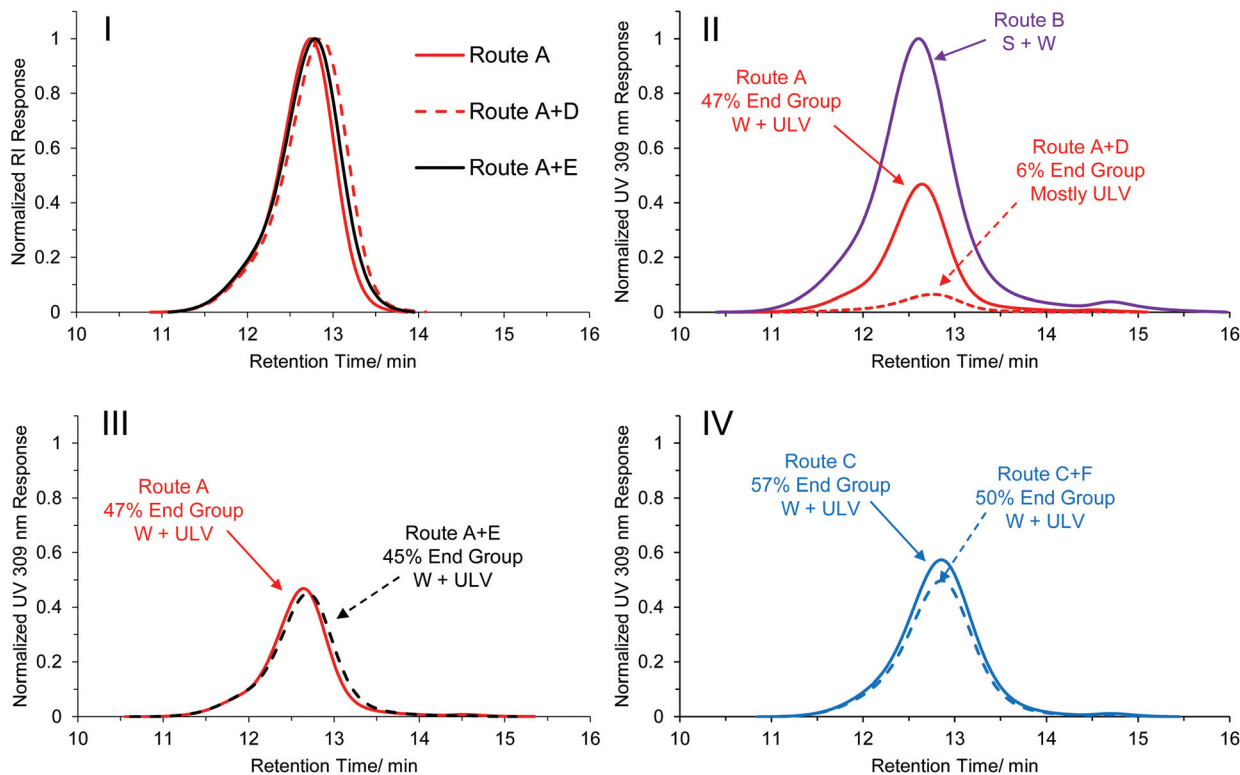 I
Normalized RI Response
1
0.8
0.6
0.4
0.2
0
10
11
12
13
14
15
16
Retention Time/ min
Route A
Route A+D
Route A+E
II
Normalized UV 309 nm Response
1
0.8
0.6
0.4
0.2
0
10
11
12
13
14
15
16
Retention Time/ min
Route B
S + W
Route A
47% End Group
W + ULV
Route A+D
6% End Group
Mostly ULV
III
Normalized UV 309 nm Response
1
0.8
0.6
0.4
0.2
0
10
11
12
13
14
15
16
Retention Time/ min
Route A
47% End Group
W + ULV
Route A+E
45% End Group
W + ULV
IV
Normalized UV 309 nm Response
1
0.8
0.6
0.4
0.2
0
10
11
12
13
14
15
16
Retention Time/ min
Route C
57% End Group
W + ULV
Route C+F
50% End Group
W + ULV